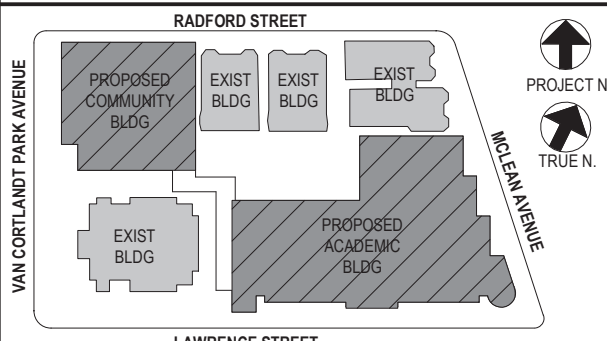 RADFORD STREET
PROPOSED
COMMUNITY
BLDG
EXIST
BLDG
EXIST
BLDG
EXIST
BLDG
PROJECT N
TRUE N.
VAN CORTLANDT PARK AVENUE
MCLEAN AVENUE
EXIST
BLDG
PROPOSED
ACADEMIC
BLDG
LAWRENCE STREET